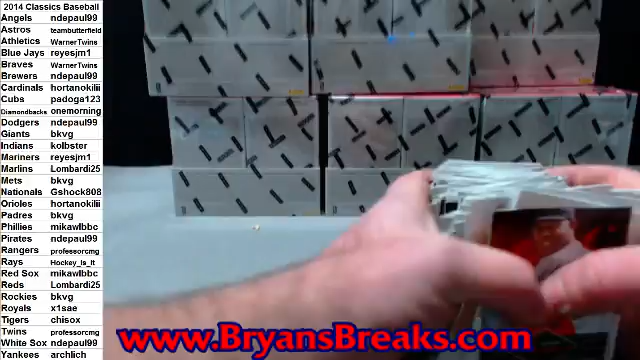 2014 Classics Baseball
Angels ndepaul99
Astros teambutterfield
Athletics WarnerTwins
Blue Jays reyesjm1
Braves WarnerTwins
Brewers ndepaul99
Cardinals hortanokilii
Cubs padoga123
Diamondbacks onemorning
Dodgers ndepaul99
Giants bkvg
Indians kolbster
Mariners reyesjm1
Marlins Lombardi25
Mets bkvg
Nationals Gshock808
Orioles hortanokilii
Padres bkvg
Phillies mikawlbbc
Pirates ndepaul99
Rangers professorcmg
Rays Hockey_is_it
Red Sox mikawlbbc
Reds Lombardi25
Rockies bkvg
Royals x1sae
Tigers chisox
Twins professorcmg
White Sox ndepaul99
Yankees archlich
www.BryansBreaks.com